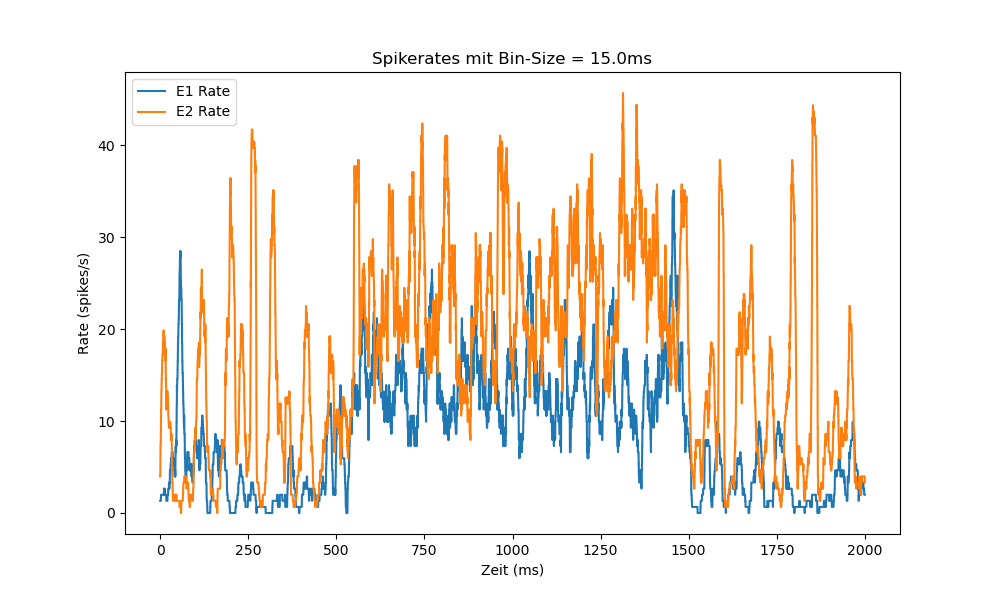 Spikerates mit Bin-Size = 15.0ms
E1 Rate
E2 Rate
Rate (spikes/s)
40
30
20
10
0
0 250 500 750 1000 1250 1500 1750 2000
Zeit (ms)